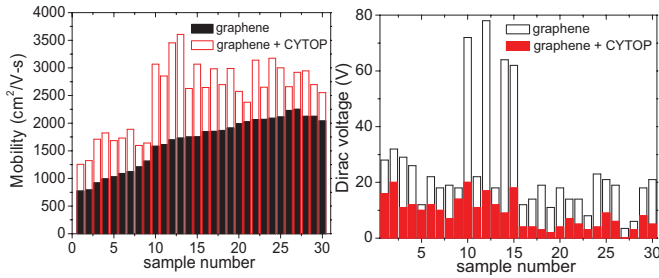 Mobility (cm²/V-s)
4000
3500
3000
2500
2000
1500
1000
500
0
graphene
graphene + CYTOP
0 5 10 15 20 25 30
sample number
Dirac voltage (V)
80
60
40
20
0
graphene
graphene + CYTOP
5 10 15 20 25 30
sample number